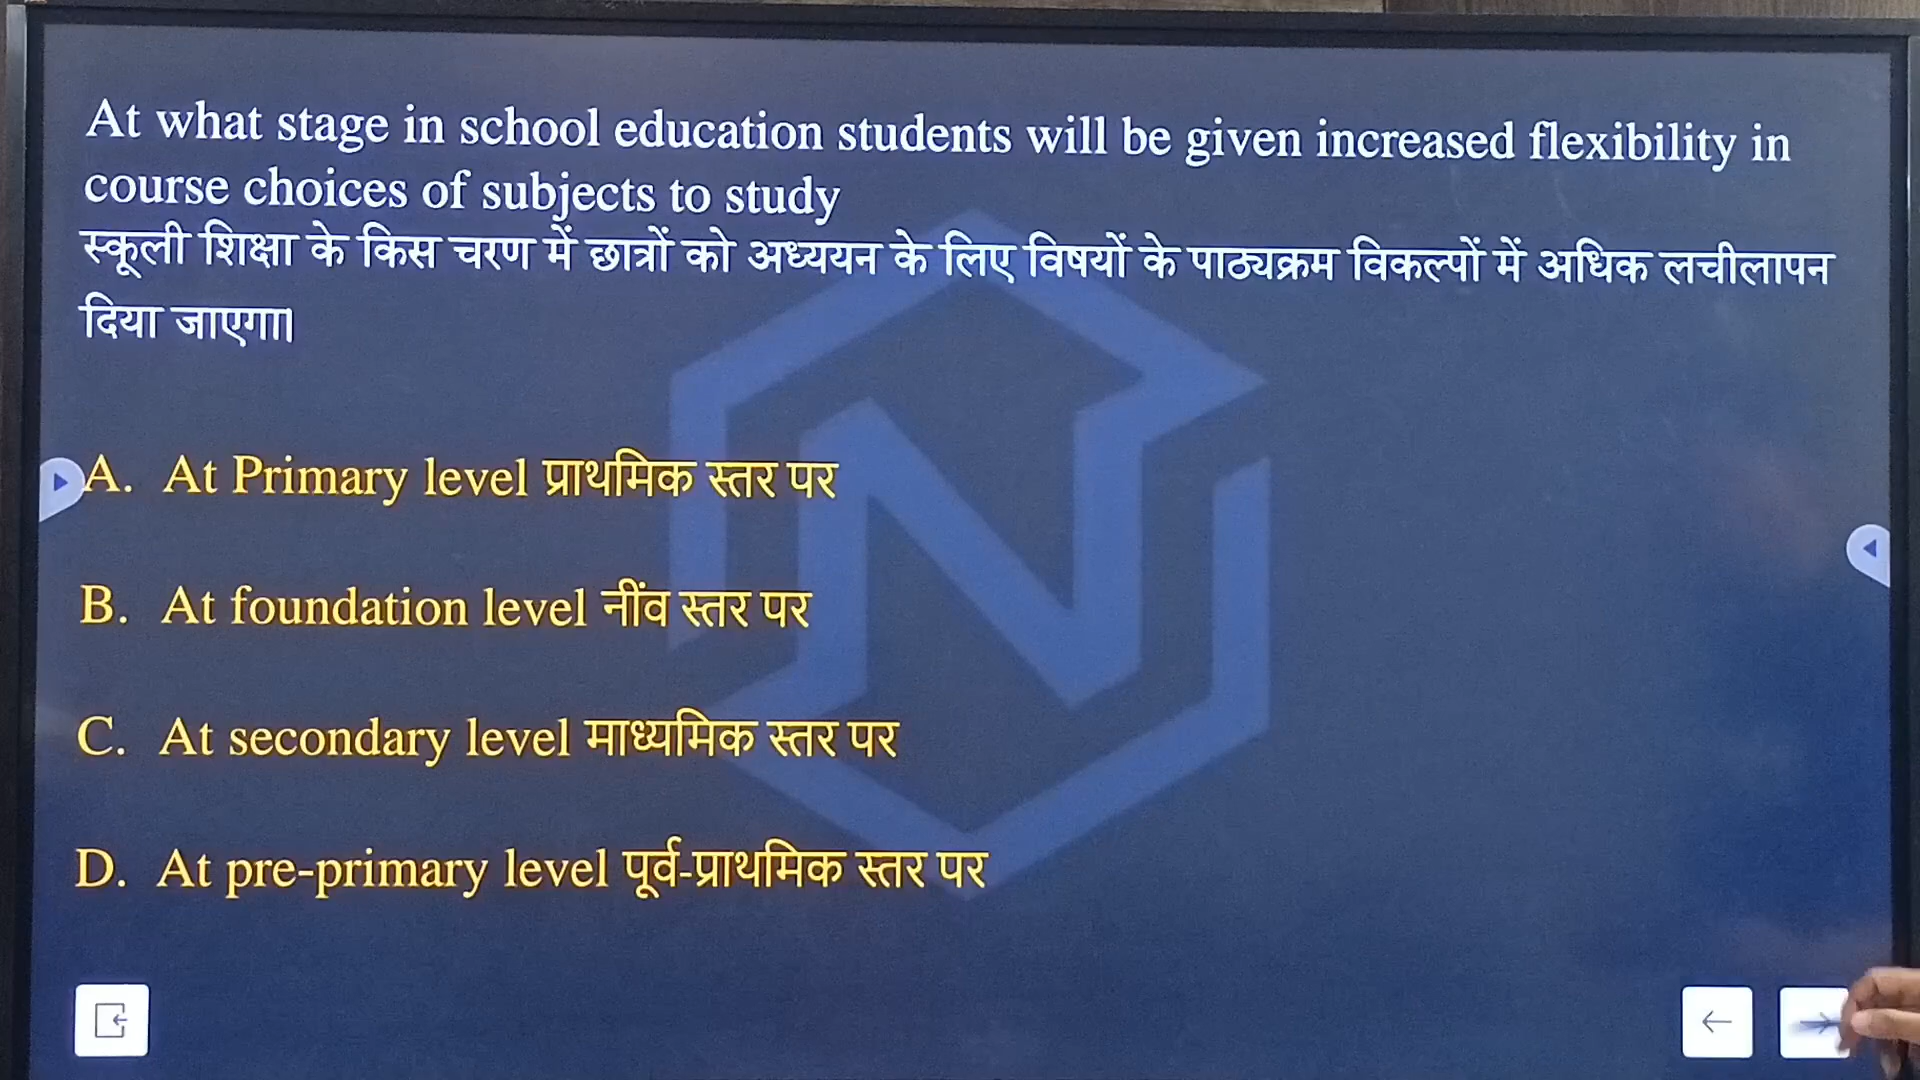 At what stage in school education students will be given increased flexibility in
course choices of subjects to study
स्कूली शिक्षा के किस चरण में छात्रों को अध्ययन के लिए विषयों के पाठ्यक्रम विकल्पों में अधिक लचीलापन
दिया जाएगा।
A. At Primary level प्राथमिक स्तर पर
B. At foundation level नींव स्तर पर
C. At secondary level माध्यमिक स्तर पर
D. At pre-primary level पूर्व-प्राथमिक स्तर पर